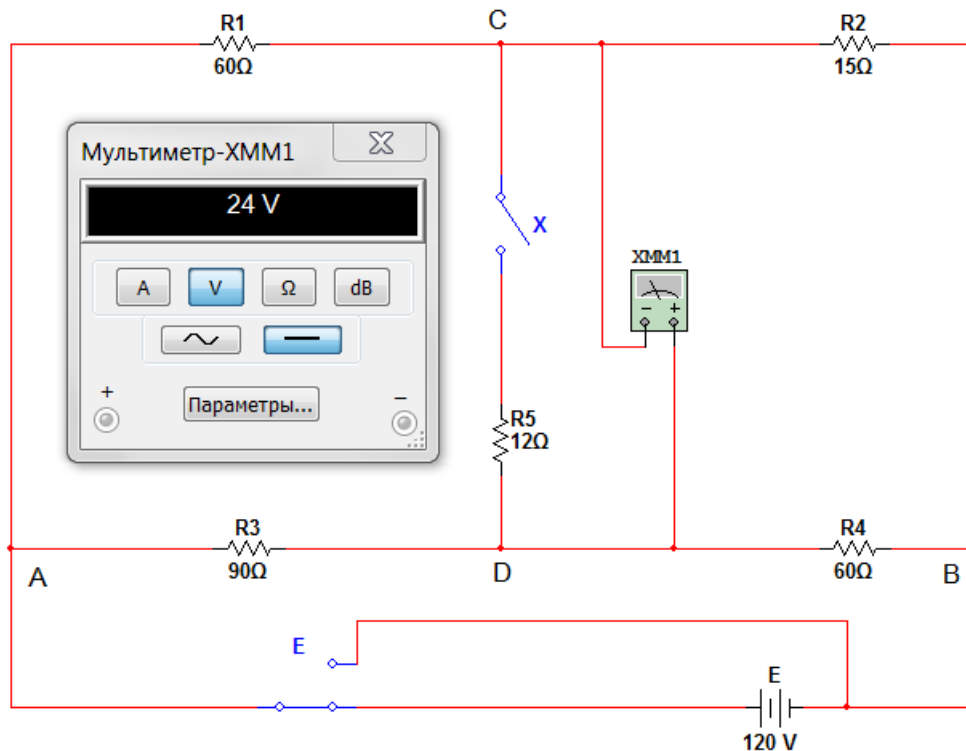 R1
C
R2
60Ω
15Ω
Мультиметр-XMM1
24 V
X
A V Ω dB
XMM1
− +
+
−
Параметры...
R5
12Ω
R3
R4
A
90Ω
D
60Ω
B
E
E
120 V